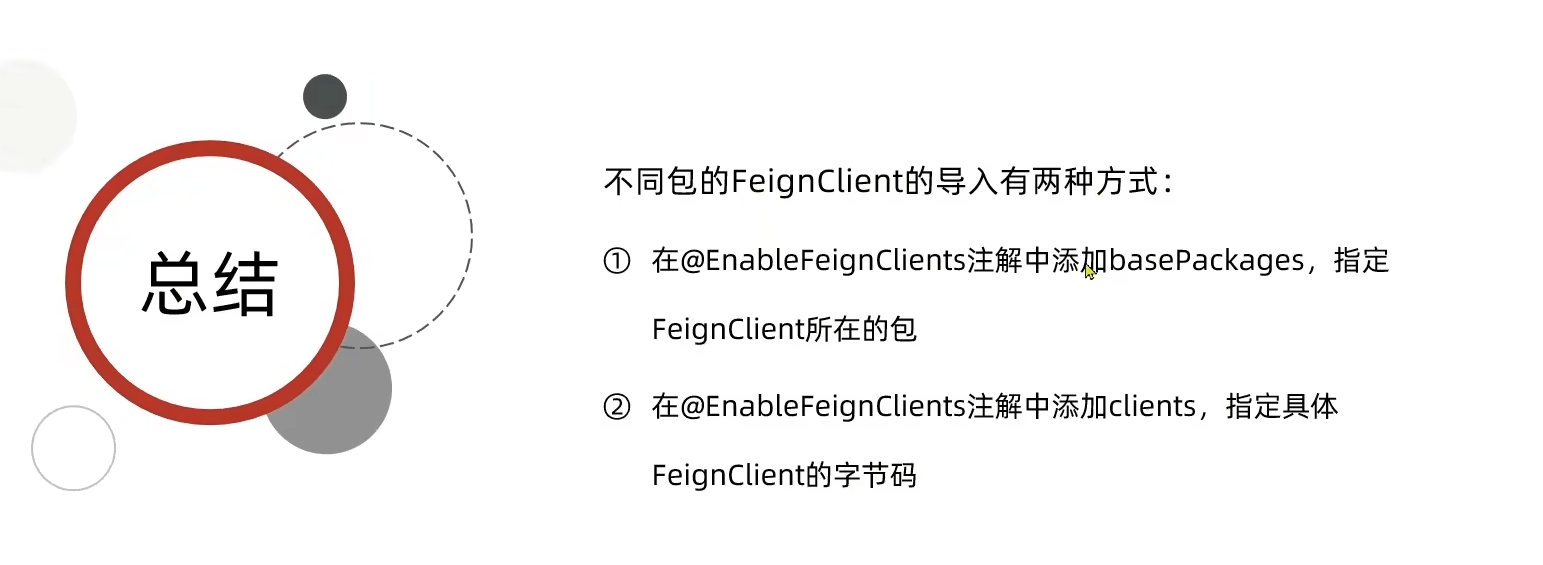 总结
不同包的FeignClient的导入有两种方式：
① 在@EnableFeignClients注解中添加basePackages，指定
FeignClient所在的包
② 在@EnableFeignClients注解中添加clients，指定具体
FeignClient的字节码